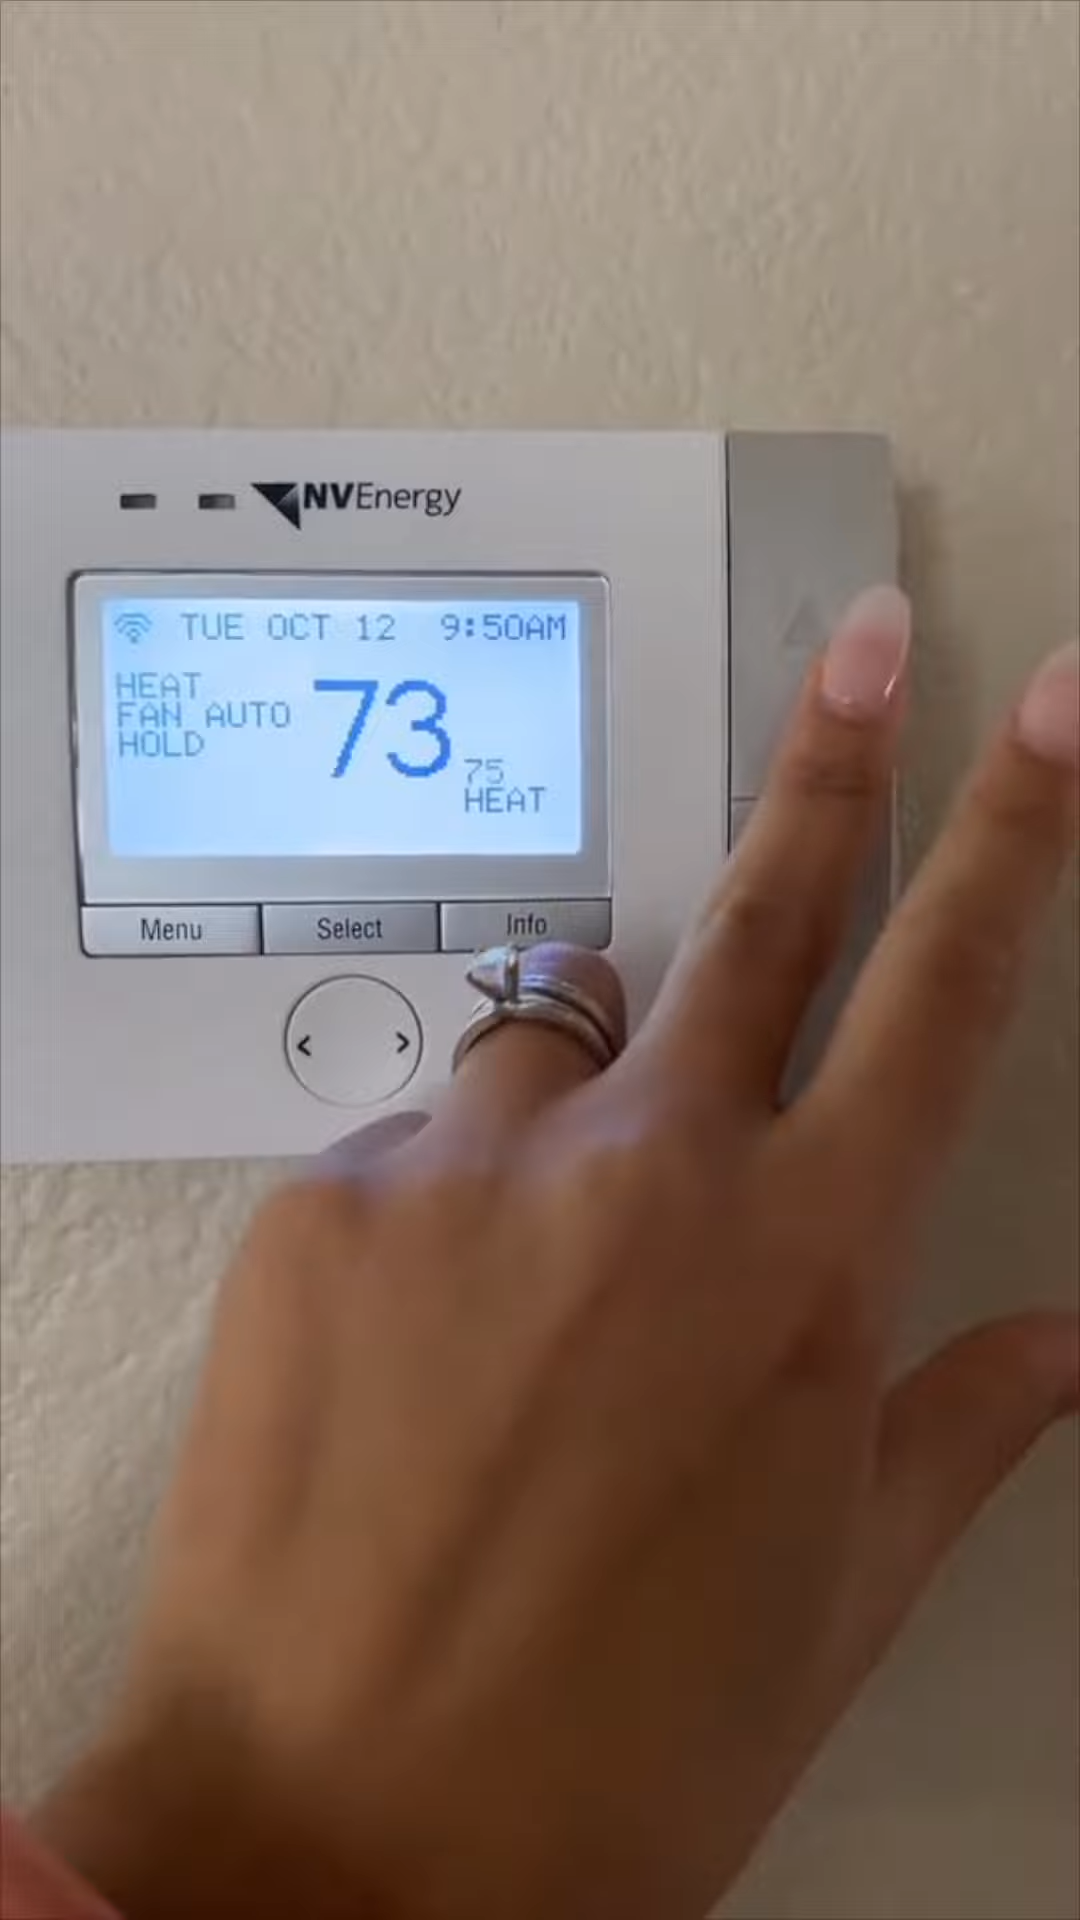 NVEnergy
TUE OCT 12 9:50AM
HEAT
FAN AUTO
HOLD
73
75
HEAT
Menu
Select
Info
< >